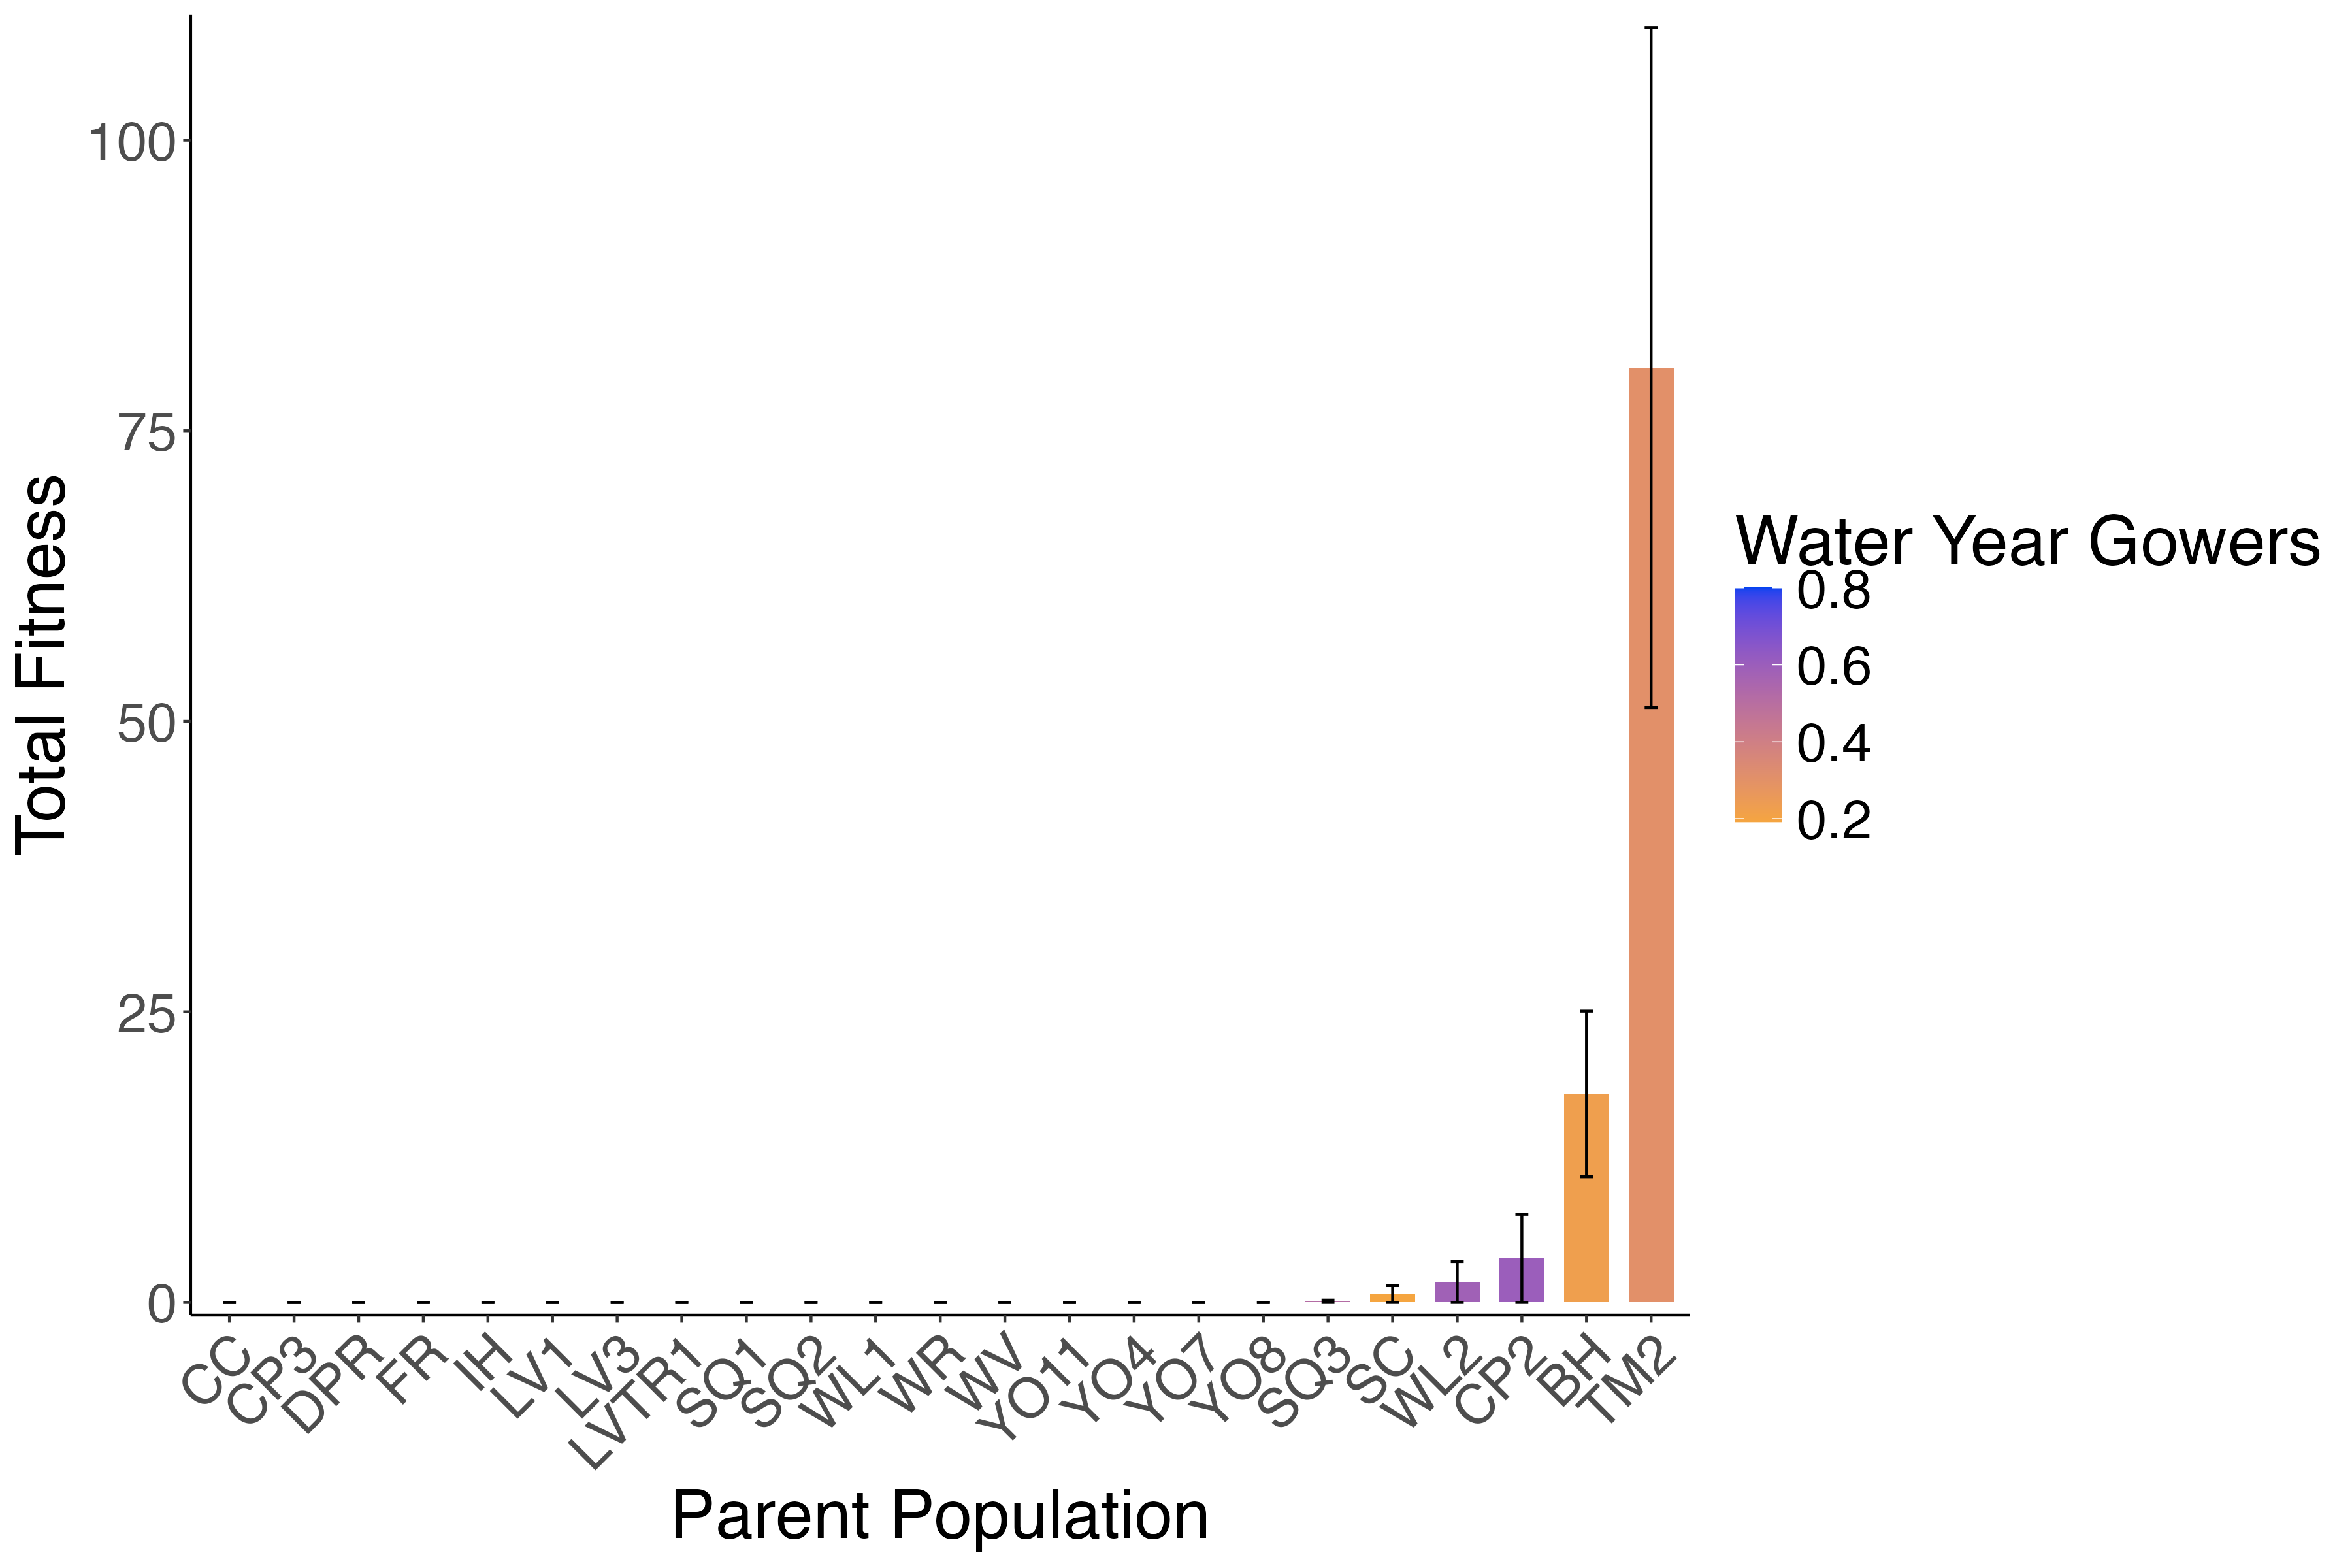 Total Fitness
100
75
50
25
0
CC
CP3
DPR
FR
IH
LV1
LV3
LVTR1
SQ1
SQ2
WL1
WR
WV
YO11
YO4
YO7
YO8
SQ3
SC
WL2
CP2
BH
TM2
Parent Population
Water Year Gowers
0.8
0.6
0.4
0.2